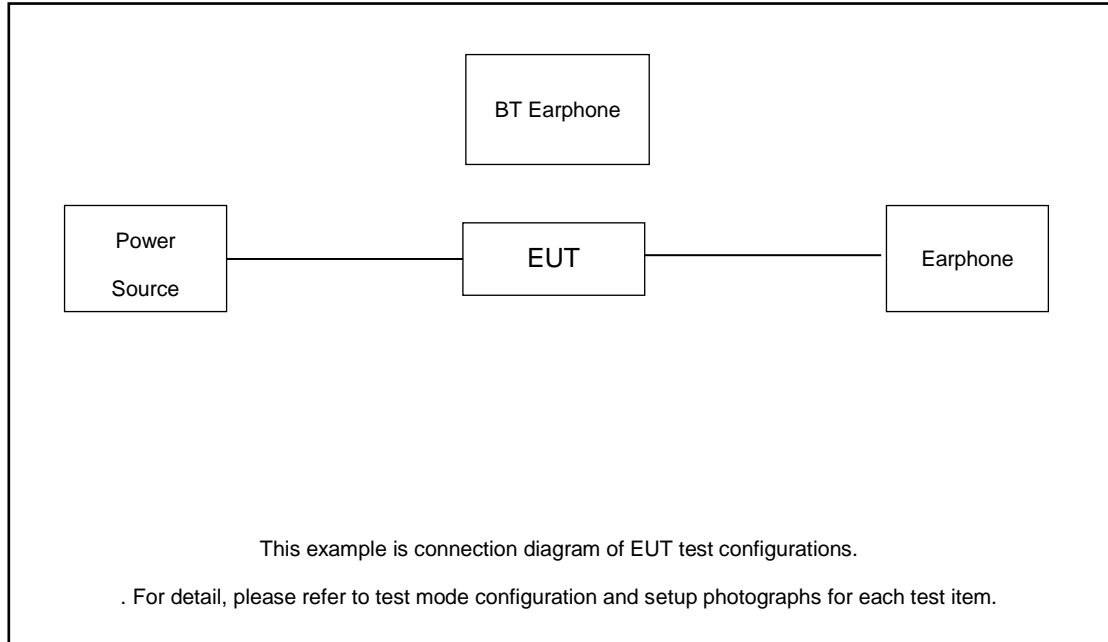 BT Earphone
Power
Source
EUT
Earphone
This example is connection diagram of EUT test configurations.
. For detail, please refer to test mode configuration and setup photographs for each test item.